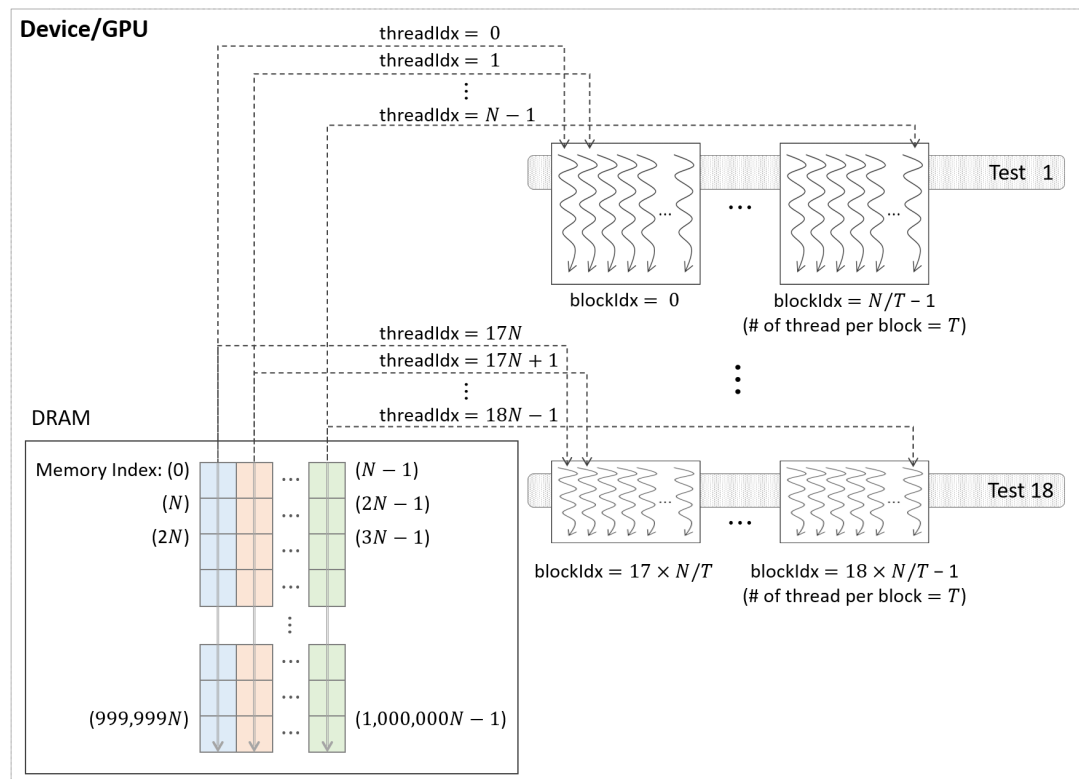 Device/GPU
threadIdx = 0
threadIdx = 1
⋮
threadIdx = N − 1
Test 1
...
...
...
blockIdx = 0
blockIdx = N/T − 1
(# of thread per block = T)
threadIdx = 17N
threadIdx = 17N + 1
⋮
⋮
threadIdx = 18N − 1
DRAM
Memory Index: (0)
...
(N − 1)
(N)
...
(2N − 1)
(2N)
...
(3N − 1)
Test 18
...
...
...
blockIdx = 17 × N/T
blockIdx = 18 × N/T − 1
(# of thread per block = T)
⋮
...
...
(999,999N)
...
(1,000,000N − 1)